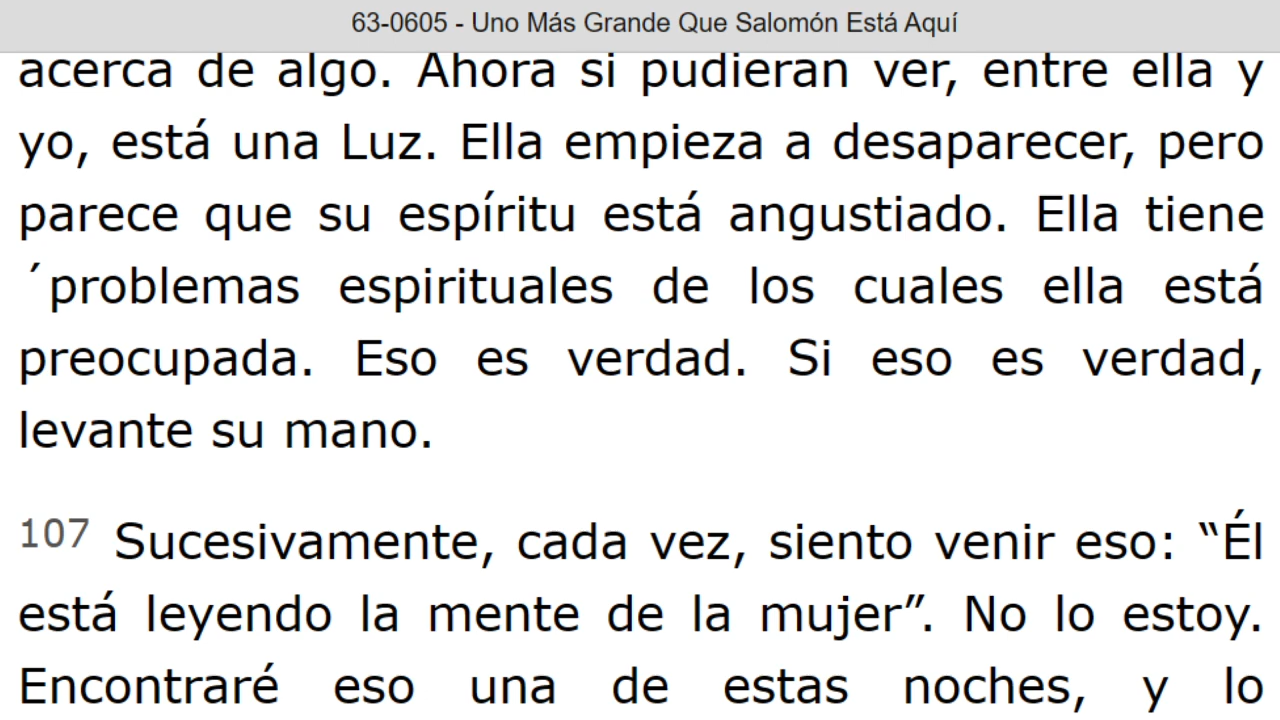 63-0605 - Uno Más Grande Que Salomón Está Aquí
acerca de algo. Ahora si pudieran ver, entre ella y
yo, está una Luz. Ella empieza a desaparecer, pero
parece que su espíritu está angustiado. Ella tiene
´problemas espirituales de los cuales ella está
preocupada. Eso es verdad. Si eso es verdad,
levante su mano.
107 Sucesivamente, cada vez, siento venir eso: “Él
está leyendo la mente de la mujer”. No lo estoy.
Encontraré eso una de estas noches, y lo